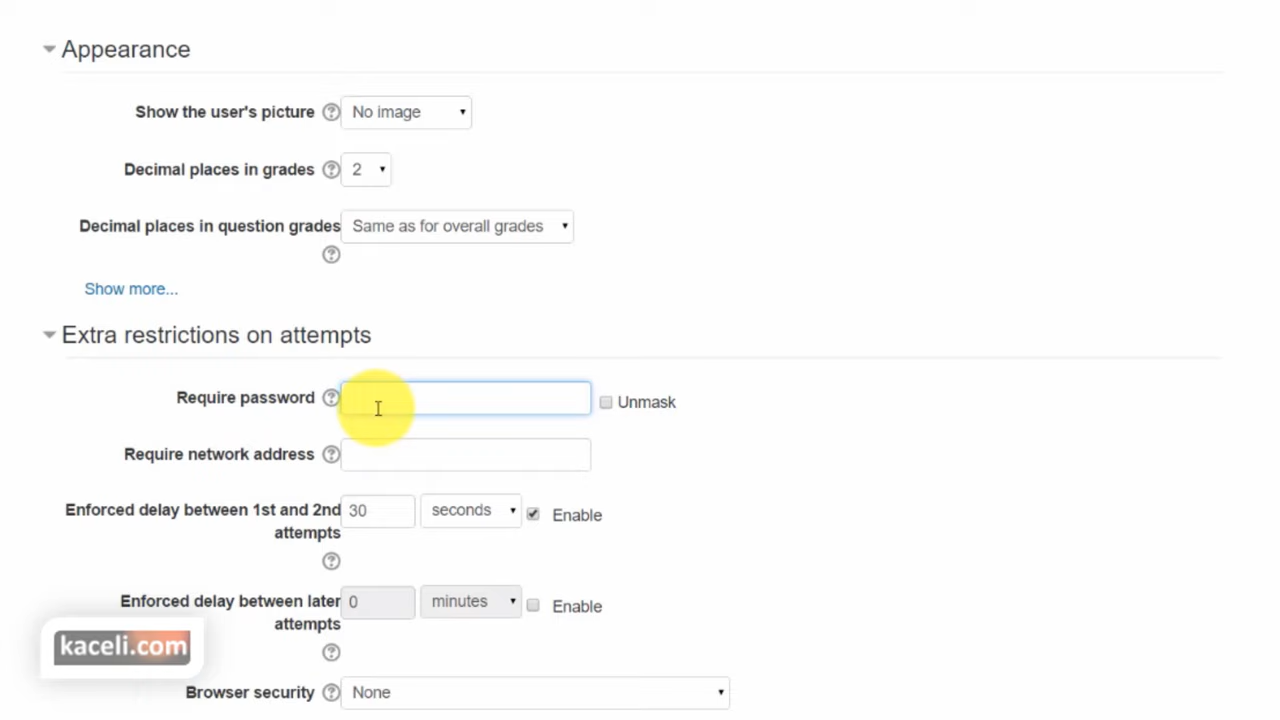 Appearance
Show the user's picture ? No image
Decimal places in grades ? 2
Decimal places in question grades Same as for overall grades
?
Show more...
Extra restrictions on attempts
Require password ? Unmask
Require network address ?
Enforced delay between 1st and 2nd 30 seconds Enable
attempts
?
Enforced delay between later 0 minutes Enable
attempts
kaceli.com
?
Browser security ? None